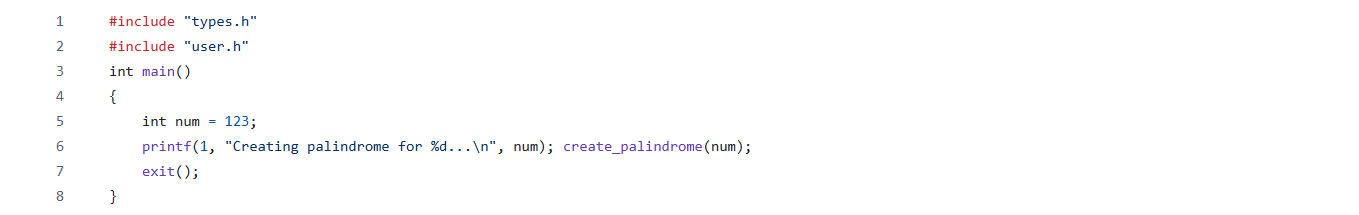 1 #include "types.h"
2 #include "user.h"
3 int main()
4 {
5 int num = 123;
6 printf(1, "Creating palindrome for %d...\n", num); create_palindrome(num);
7 exit();
8 }